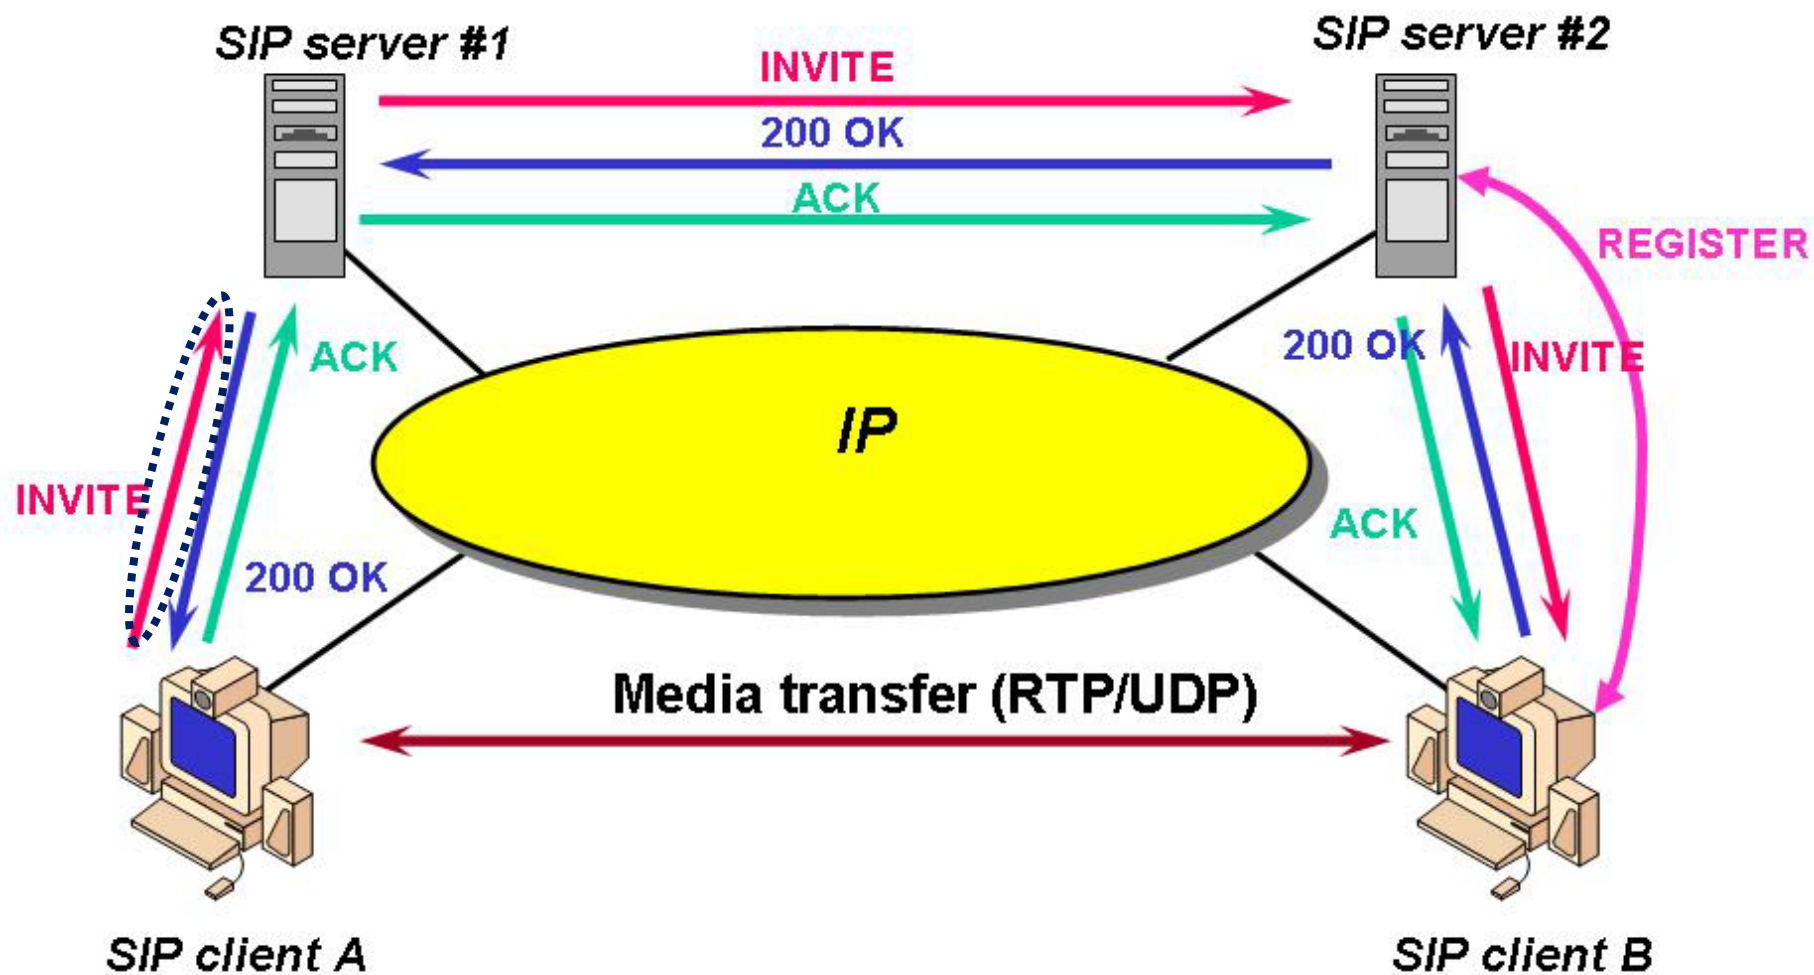 SIP server #1
SIP server #2
INVITE
200 OK
ACK
REGISTER
ACK
200 OK
INVITE
IP
INVITE
ACK
200 OK
Media transfer (RTP/UDP)
SIP client A
SIP client B